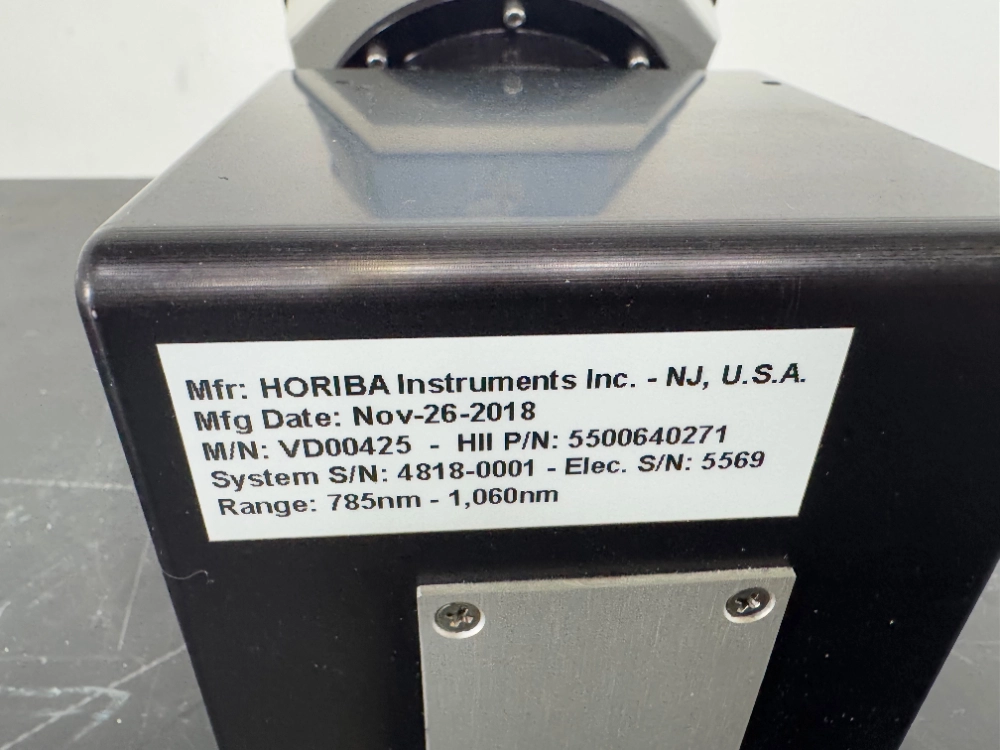 Mfr: HORIBA Instruments Inc. - NJ, U.S.A.
Mfg Date: Nov-26-2018
M/N: VD00425 - HII P/N: 5500640271
System S/N: 4818-0001 - Elec. S/N: 5569
Range: 785nm - 1,060nm